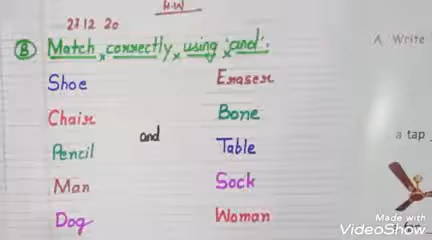 H.W
27 12 20
B Match correctly using 'and':
Shoe Eraser
Chair Bone
and
Pencil Table
Man Sock
Dog Woman
A. Write
a tap
a fan
Made with
VideoShow